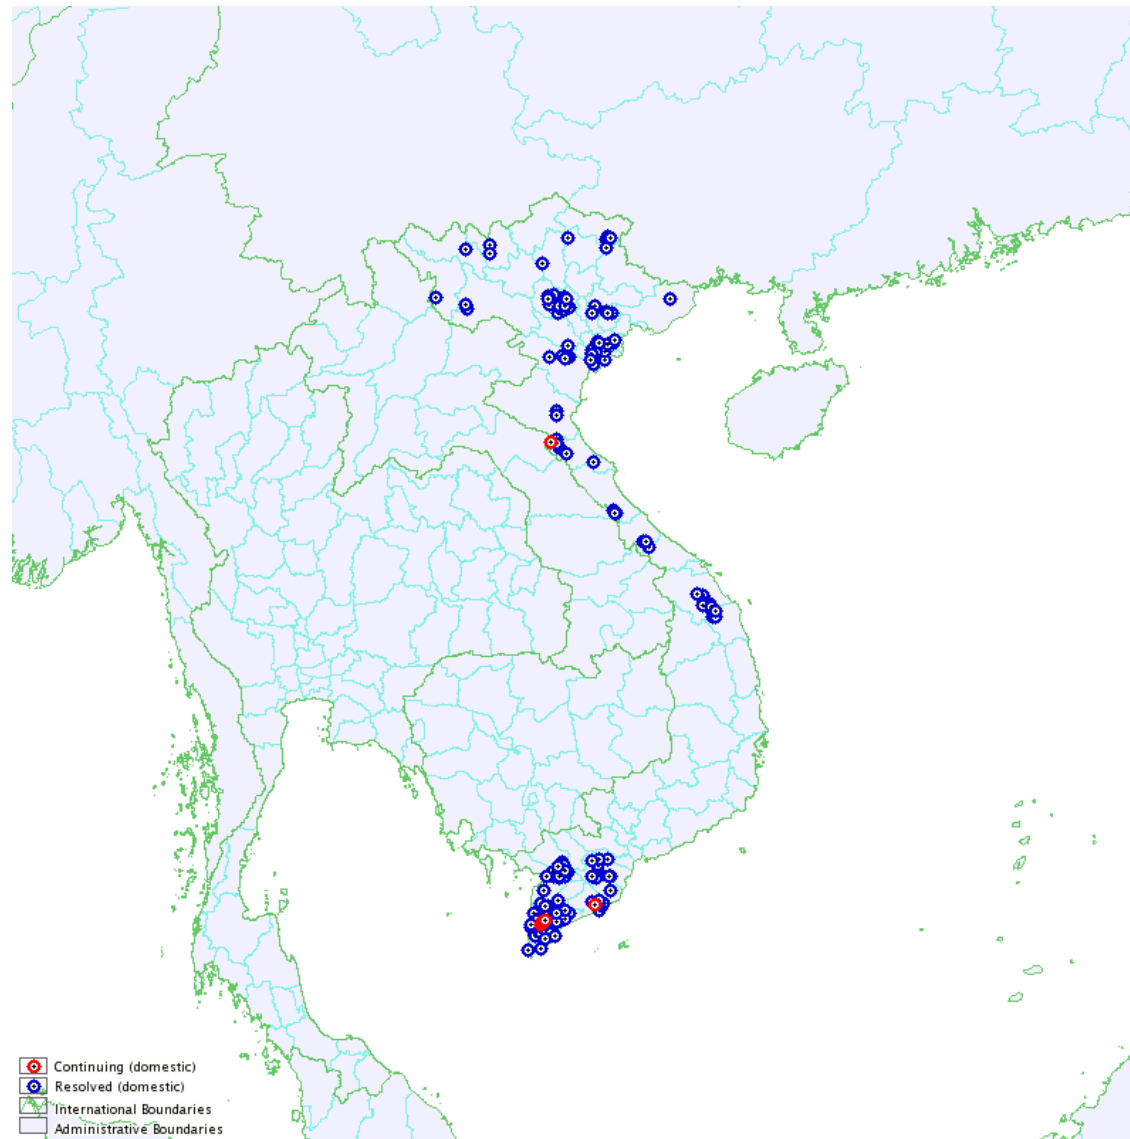 Continuing (domestic)
Resolved (domestic)
International Boundaries
Administrative Boundaries